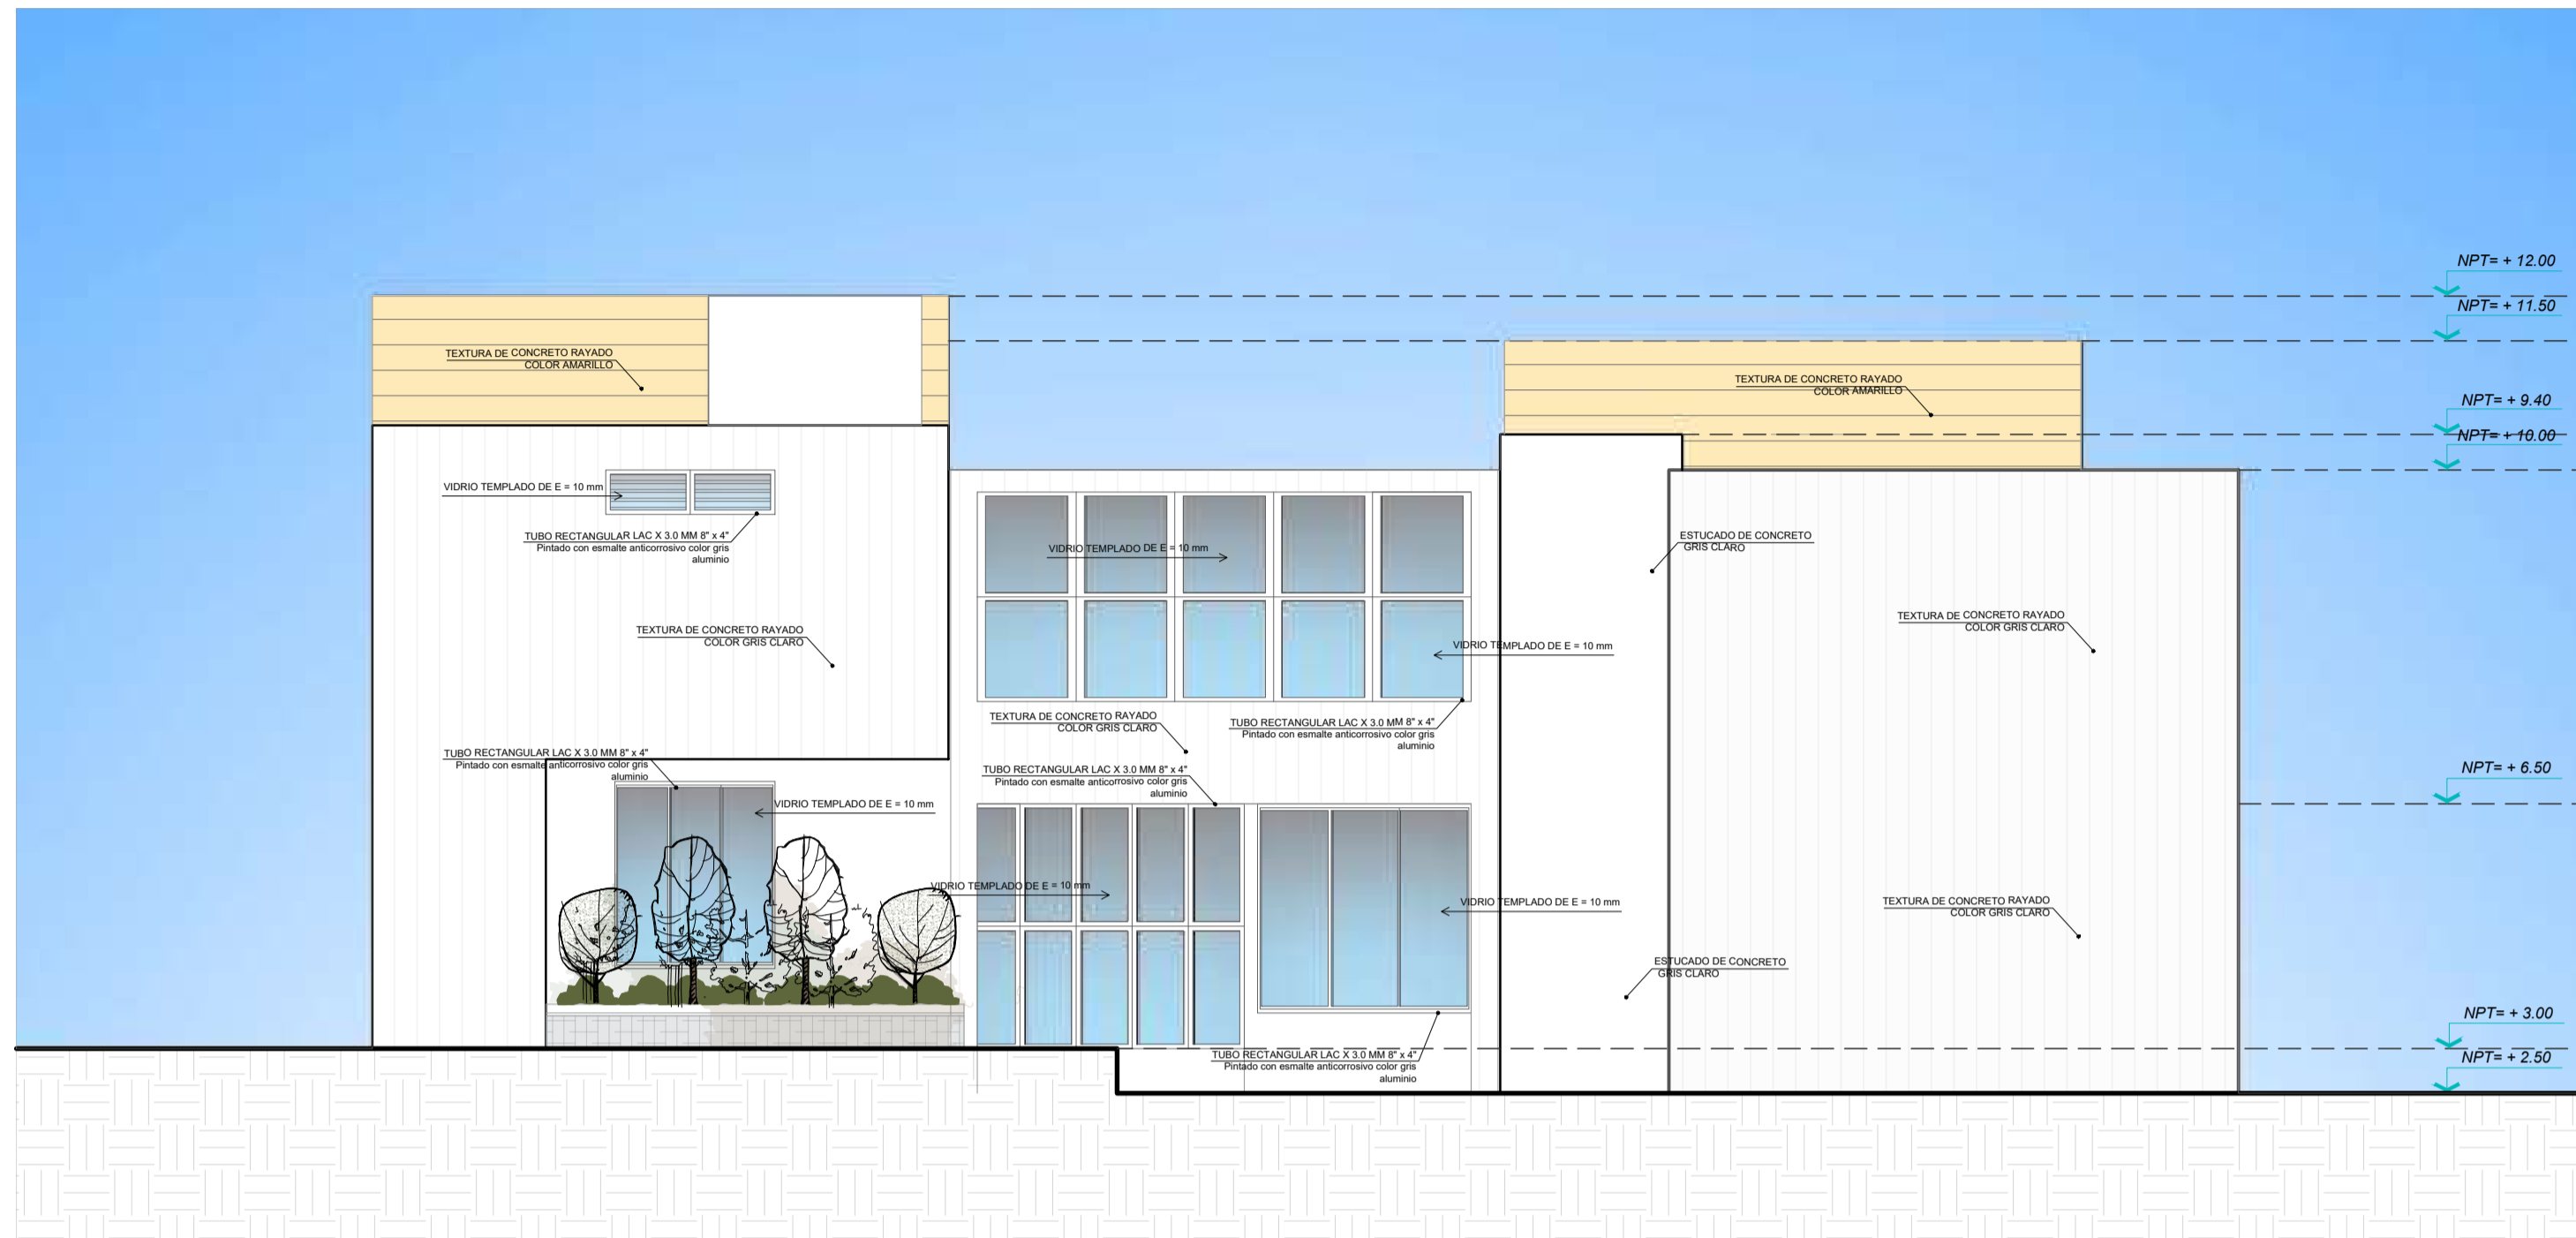 NPT= + 12.00
NPT= + 11.50
TEXTURA DE CONCRETO RAYADO
COLOR AMARILLO
TEXTURA DE CONCRETO RAYADO
COLOR AMARILLO
NPT= + 9.40
NPT= + 10.00
VIDRIO TEMPLADO DE E = 10 mm
TUBO RECTANGULAR LAC X 3.0 MM 8" x 4"
Pintado con esmalte anticorrosivo color gris
aluminio
VIDRIO TEMPLADO DE E = 10 mm
ESTUCADO DE CONCRETO
GRIS CLARO
TEXTURA DE CONCRETO RAYADO
COLOR GRIS CLARO
TEXTURA DE CONCRETO RAYADO
COLOR GRIS CLARO
VIDRIO TEMPLADO DE E = 10 mm
TEXTURA DE CONCRETO RAYADO
COLOR GRIS CLARO
TUBO RECTANGULAR LAC X 3.0 MM 8" x 4"
Pintado con esmalte anticorrosivo color gris
aluminio
TUBO RECTANGULAR LAC X 3.0 MM 8" x 4"
Pintado con esmalte anticorrosivo color gris
aluminio
TUBO RECTANGULAR LAC X 3.0 MM 8" x 4"
Pintado con esmalte anticorrosivo color gris
aluminio
NPT= + 6.50
VIDRIO TEMPLADO DE E = 10 mm
VIDRIO TEMPLADO DE E = 10 mm
VIDRIO TEMPLADO DE E = 10 mm
TEXTURA DE CONCRETO RAYADO
COLOR GRIS CLARO
ESTUCADO DE CONCRETO
GRIS CLARO
NPT= + 3.00
TUBO RECTANGULAR LAC X 3.0 MM 8" x 4"
Pintado con esmalte anticorrosivo color gris
aluminio
NPT= + 2.50